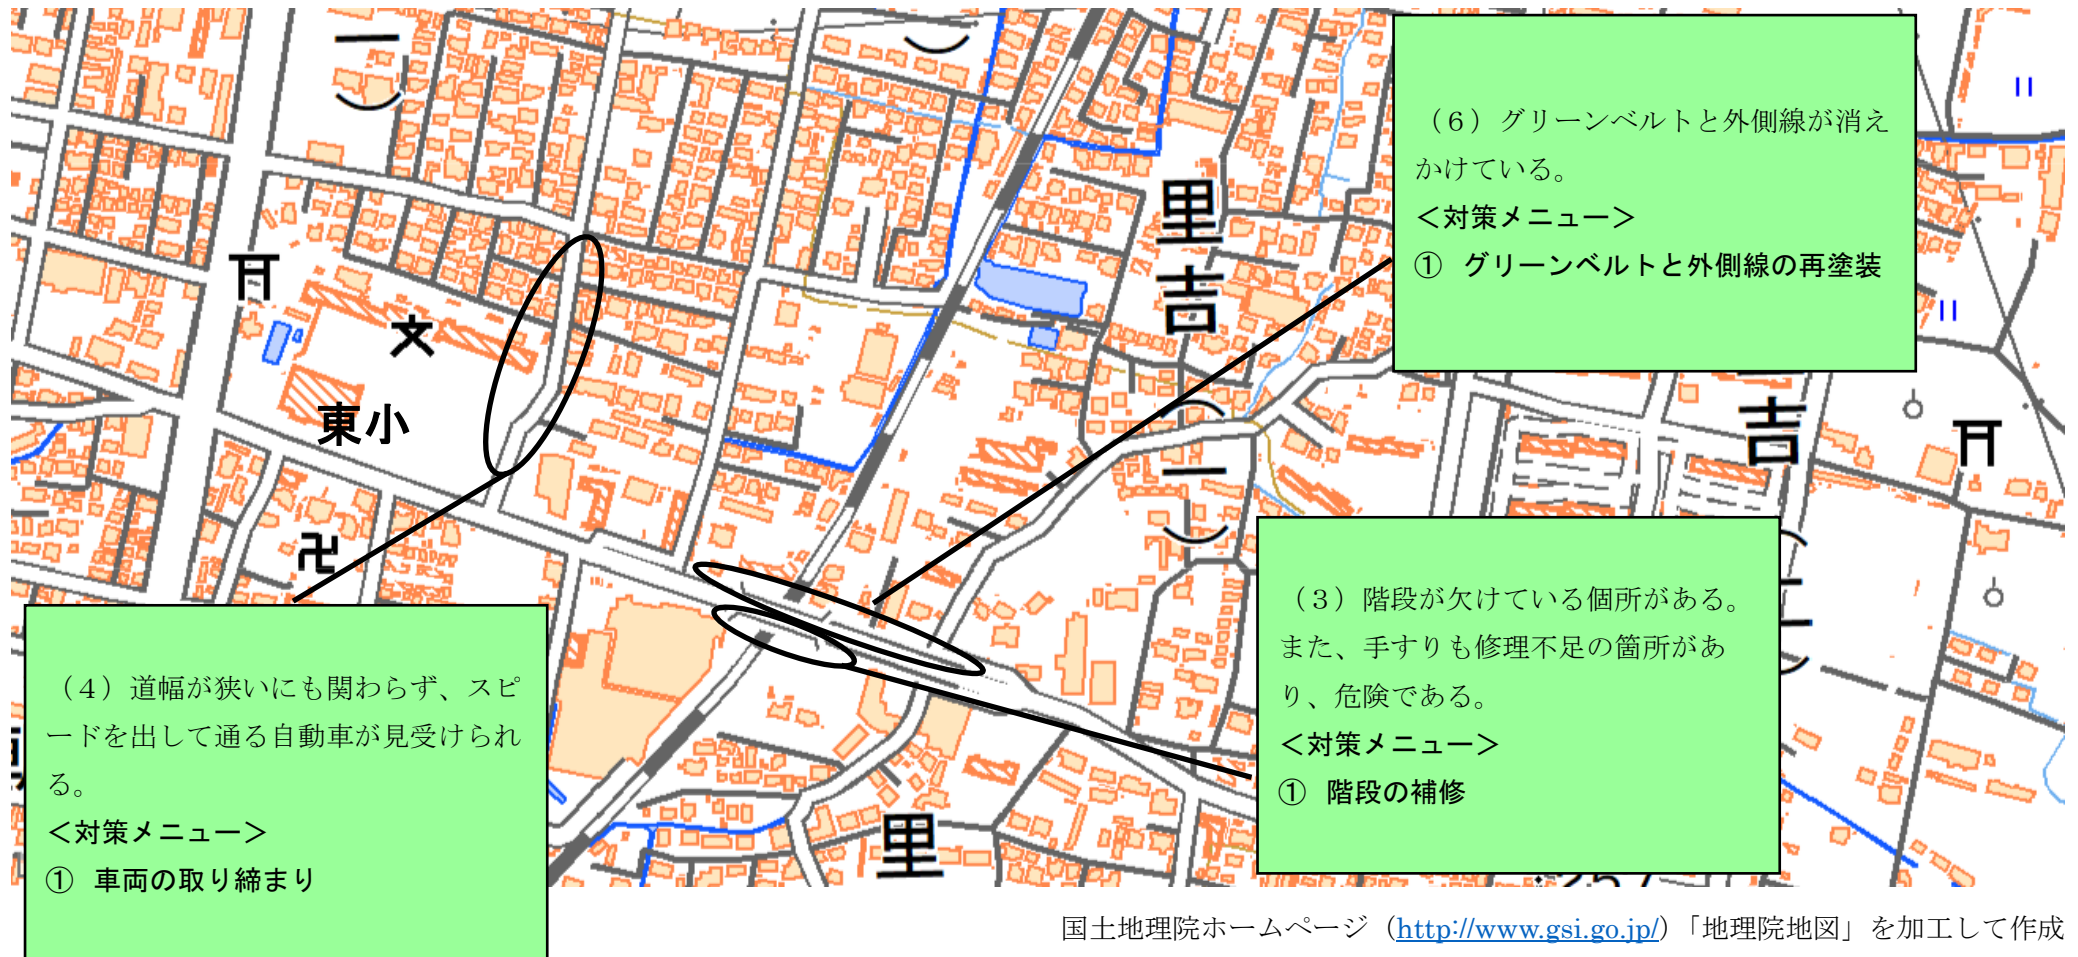 (一)
)
里吉(一)
吉(二)
里
東小
(6)グリーンベルトと外側線が消え
かけている。
＜対策メニュー＞
① グリーンベルトと外側線の再塗装
(3)階段が欠けている個所がある。
また、手すりも修理不足の箇所があ
り、危険である。
＜対策メニュー＞
① 階段の補修
(4)道幅が狭いにも関わらず、スピ
ードを出して通る自動車が見受けられ
る。
＜対策メニュー＞
① 車両の取り締まり
国土地理院ホームページ（http://www.gsi.go.jp/）「地理院地図」を加工して作成